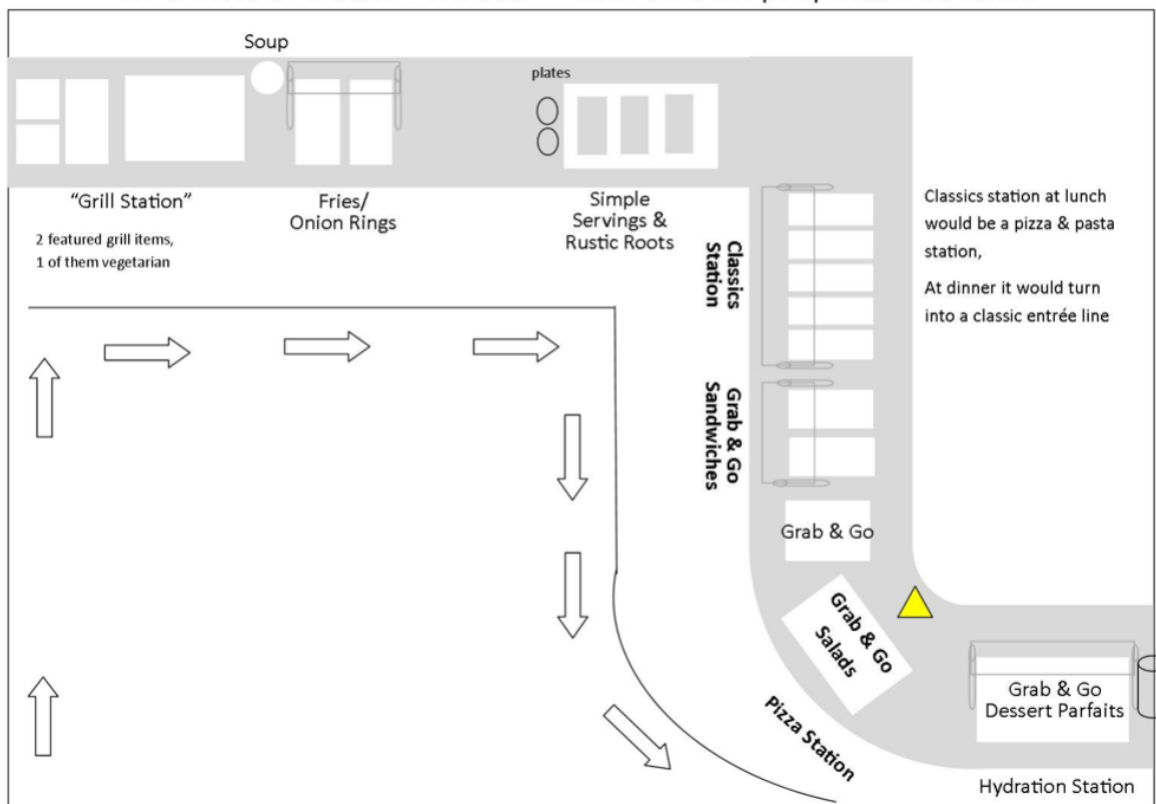 Soup
plates
"Grill Station"
2 featured grill items,
1 of them vegetarian
Fries/
Onion Rings
Simple
Servings &
Rustic Roots
Classics
Station
Classics station at lunch
would be a pizza & pasta
station,
At dinner it would turn
into a classic entrée line
Grab & Go
Sandwiches
Grab & Go
Grab & Go
Salads
Pizza Station
Grab & Go
Dessert Parfaits
Hydration Station